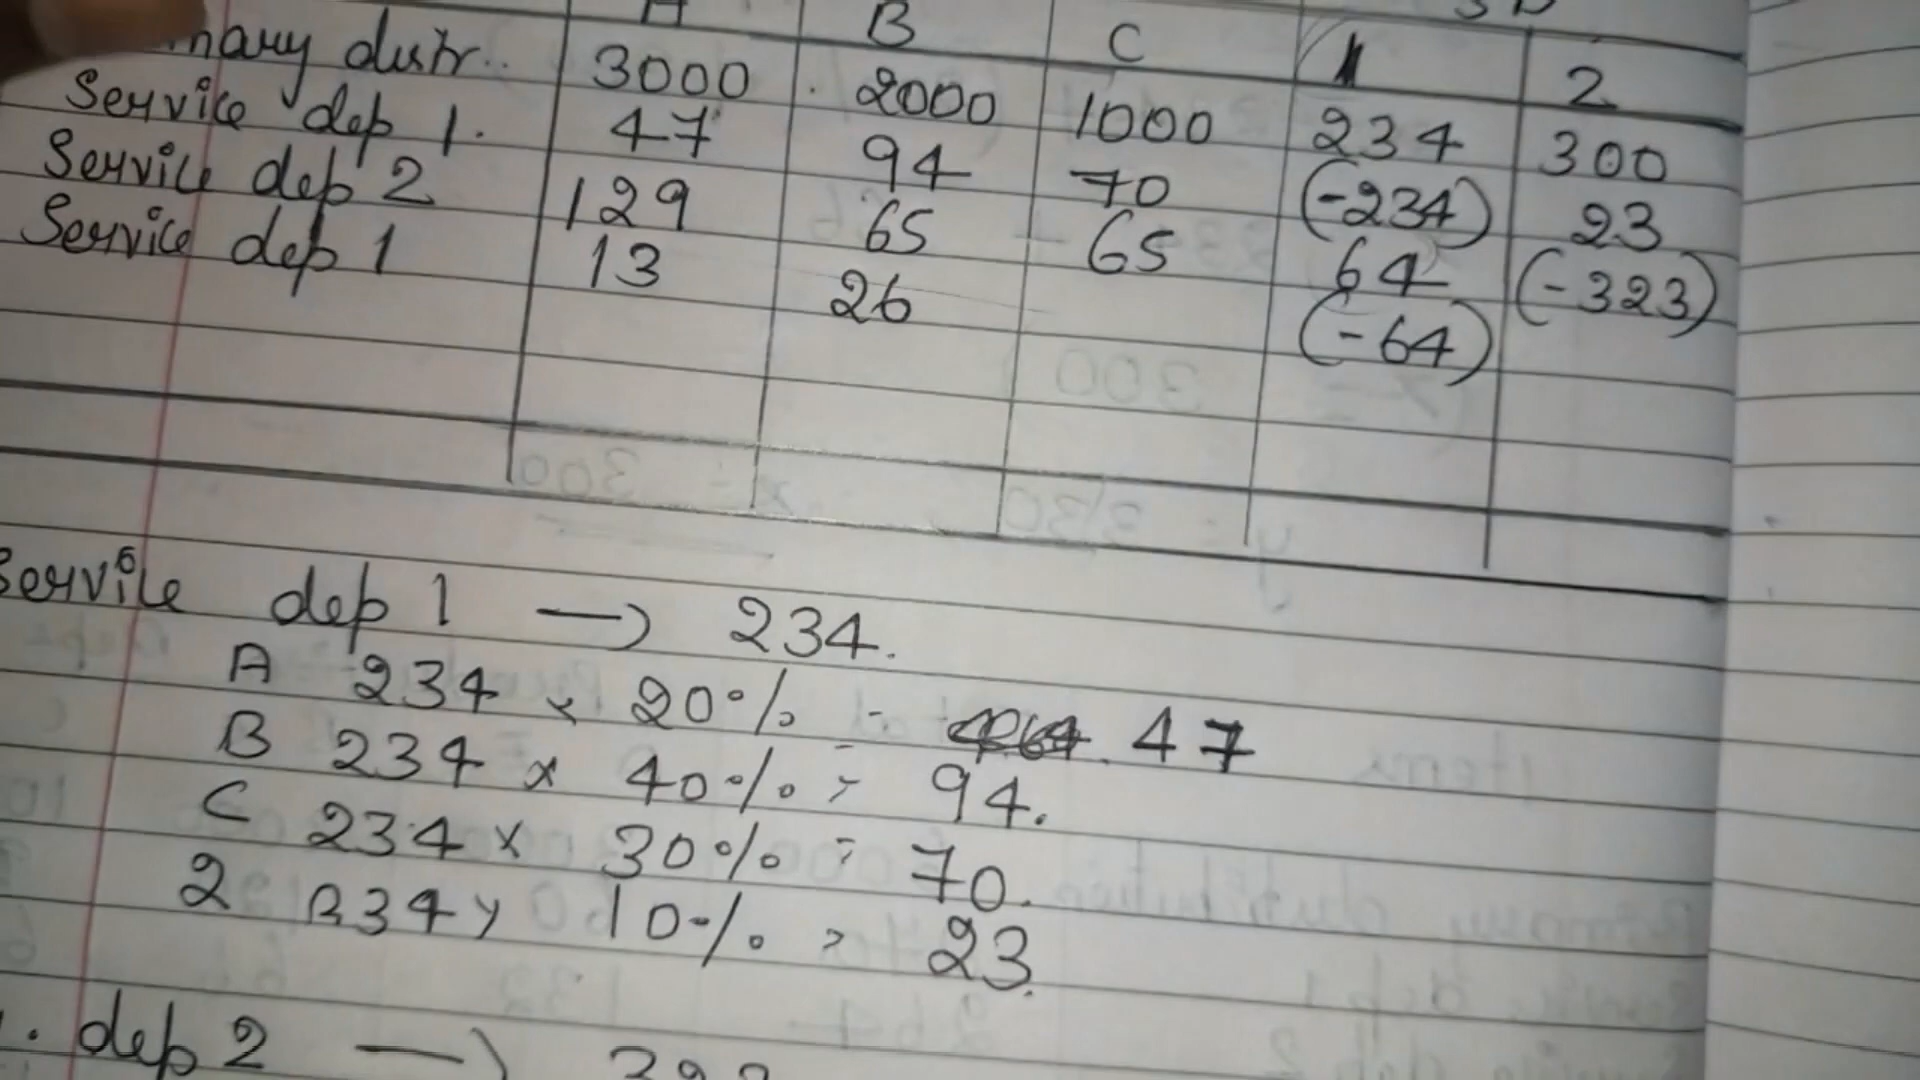 A B C 1 2
mary distr.. 3000 2000 1000 234 300
Service dep 1. 47 94 70 (-234) 23
Service dep 2 129 65 65 64 (-323)
Service dep 1 13 26 (-64)
Service dep 1 → 234.
A 234 x 20% - 47
B 234 x 40% = 94.
C 234 x 30% = 70.
2 234 x 10% = 23.
. dep 2 →